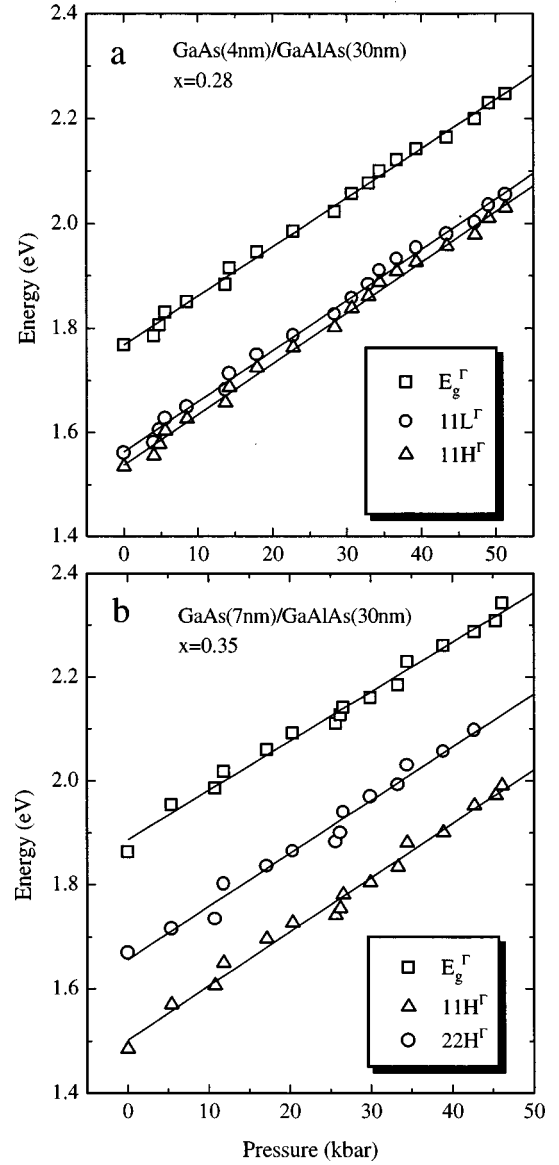 2.4
a
GaAs(4nm)/GaAlAs(30nm)
x=0.28
2.2
2.0
Energy (eV)
1.8
1.6
1.4
E_g^Γ
11L^Γ
11H^Γ
0 10 20 30 40 50
2.4
b
GaAs(7nm)/GaAlAs(30nm)
x=0.35
2.2
2.0
Energy (eV)
1.8
1.6
1.4
E_g^Γ
11H^Γ
22H^Γ
0 10 20 30 40 50
Pressure (kbar)